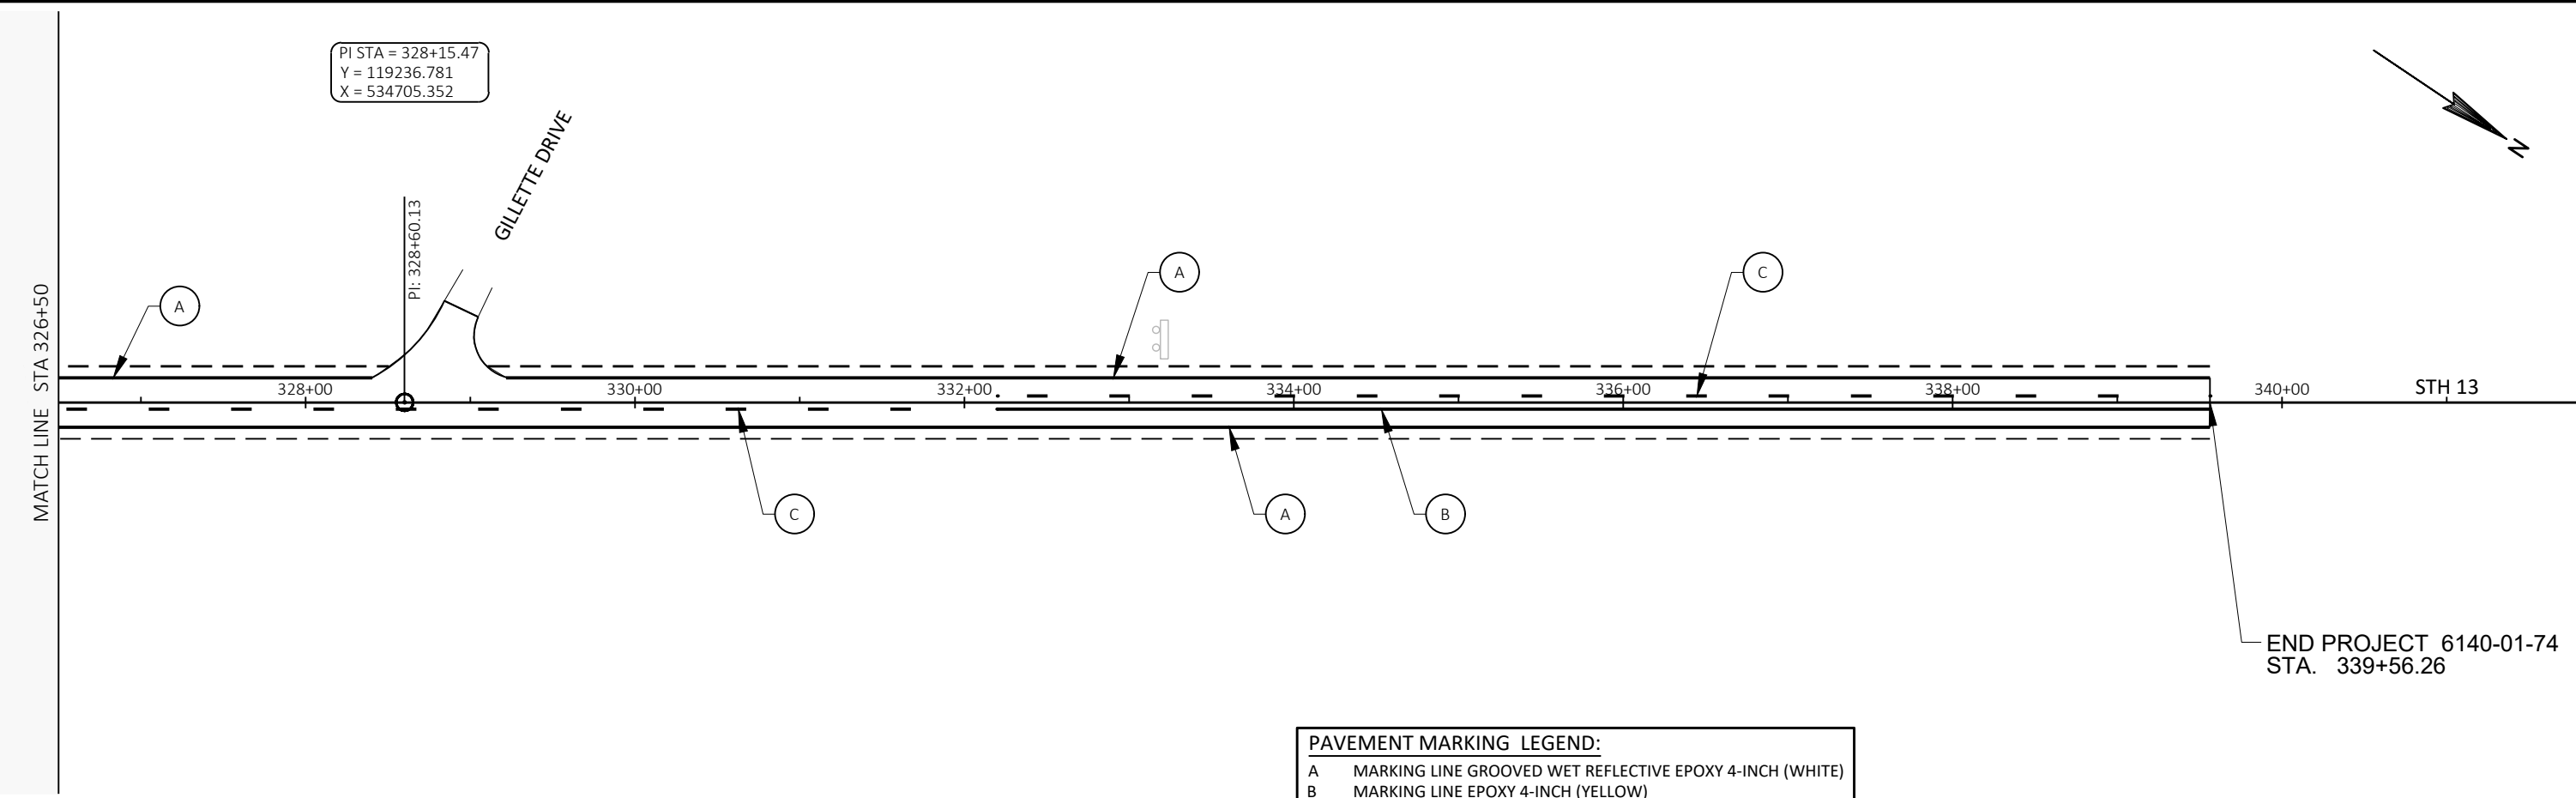 PI STA = 328+15.47
Y = 119236.781
X = 534705.352
N
GILLETTE DRIVE
PI: 328+60.13
MATCH LINE STA 326+50
A
A
C
328+00
330+00
332+00
334+00
336+00
338+00
340+00
STH 13
C
A
B
END PROJECT 6140-01-74
STA. 339+56.26
PAVEMENT MARKING LEGEND:
A MARKING LINE GROOVED WET REFLECTIVE EPOXY 4-INCH (WHITE)
B MARKING LINE EPOXY 4-INCH (YELLOW)